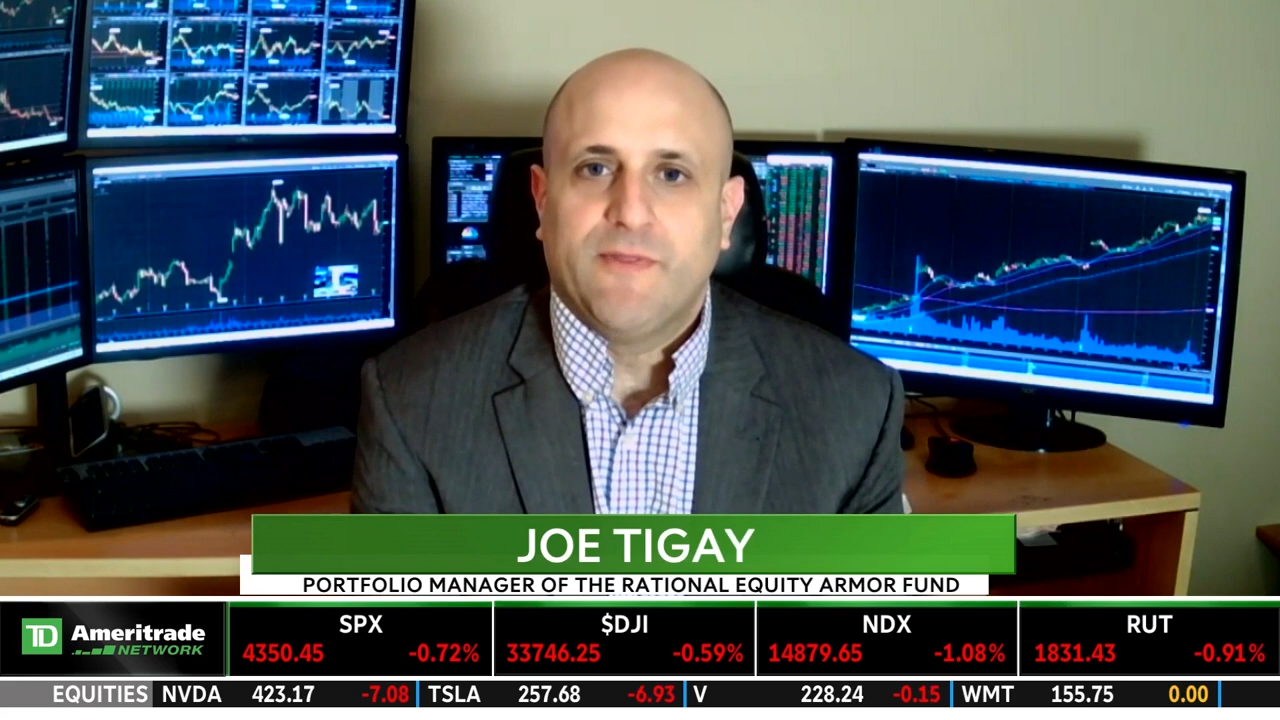 JOE TIGAY
PORTFOLIO MANAGER OF THE RATIONAL EQUITY ARMOR FUND
TD Ameritrade NETWORK
SPX
4350.45 -0.72%
$DJI
33746.25 -0.59%
NDX
14879.65 -1.08%
RUT
1831.43 -0.91%
EQUITIES NVDA 423.17 -7.08 TSLA 257.68 -6.93 V 228.24 -0.15 WMT 155.75 0.00